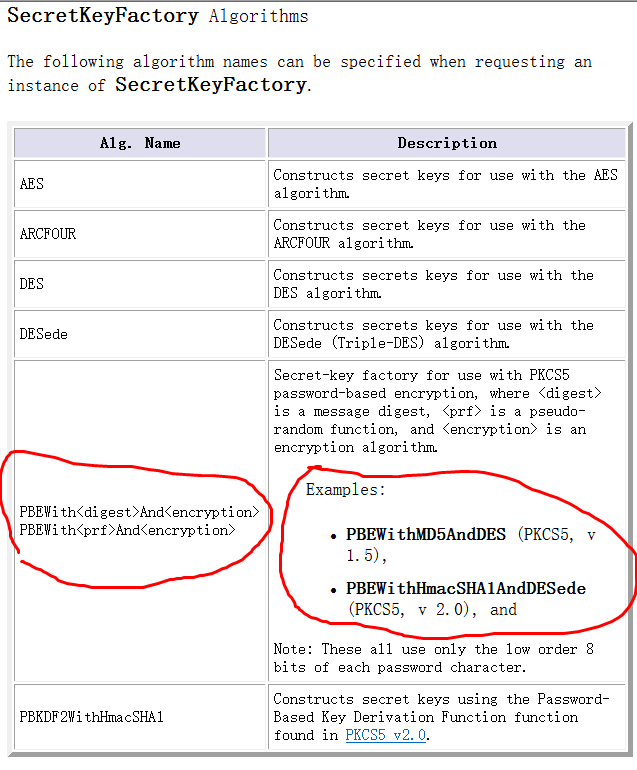 SecretKeyFactory Algorithms
The following algorithm names can be specified when requesting an
instance of SecretKeyFactory.
Alg. Name
Description
AES
Constructs secret keys for use with the AES
algorithm.
ARCFOUR
Constructs secret keys for use with the
ARCFOUR algorithm.
DES
Constructs secrets keys for use with the
DES algorithm.
DESede
Constructs secrets keys for use with the
DESede (Triple-DES) algorithm.
PBEWith<digest>And<encryption>
PBEWith<prf>And<encryption>
Secret-key factory for use with PKCS5
password-based encryption, where <digest>
is a message digest, <prf> is a pseudo-
random function, and <encryption> is an
encryption algorithm.
Examples:
• PBEWithMD5AndDES (PKCS5, v
1.5),
• PBEWithHmacSHA1AndDESede
(PKCS5, v 2.0), and
Note: These all use only the low order 8
bits of each password character.
PBKDF2WithHmacSHA1
Constructs secret keys using the Password-
Based Key Derivation Function function
found in PKCS5 v2.0.